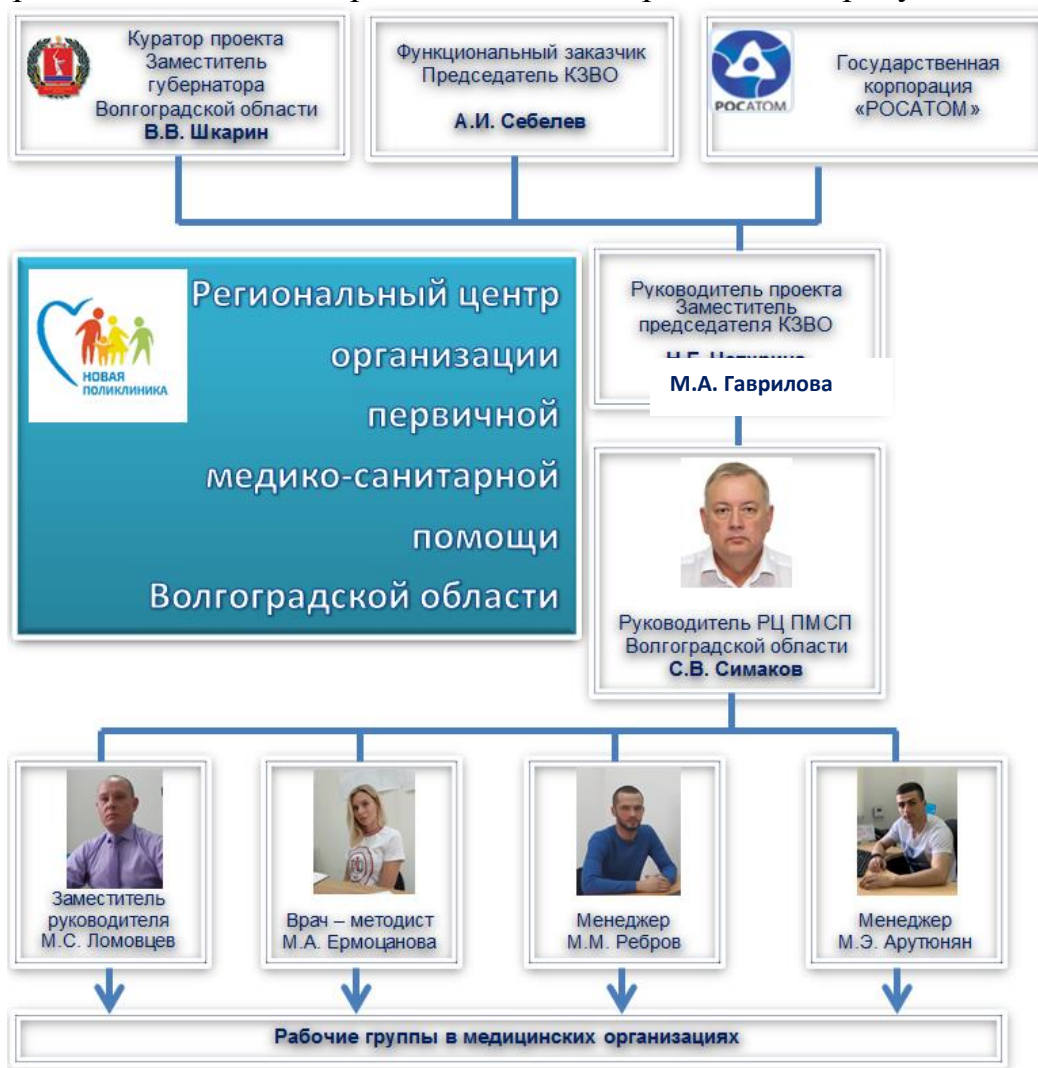 Куратор проекта
Заместитель
губернатора
Волгоградской области
В.В. Шкарин
Функциональный заказчик
Председатель КЗВО
А.И. Себелев
РОСАТОМ
Государственная
корпорация
«РОСАТОМ»
НОВАЯ
ПОЛИКЛИНИКА
Региональный центр
организации
первичной
медико-санитарной
помощи
Волгоградской области
Руководитель проекта
Заместитель
председателя КЗВО
М.А. Гаврилова
Руководитель РЦ ПМСП
Волгоградской области
С.В. Симаков
Заместитель
руководителя
М.С. Ломовцев
Врач – методист
М.А. Ермоцанова
Менеджер
М.М. Ребров
Менеджер
М.Э. Арутюнян
Рабочие группы в медицинских организациях